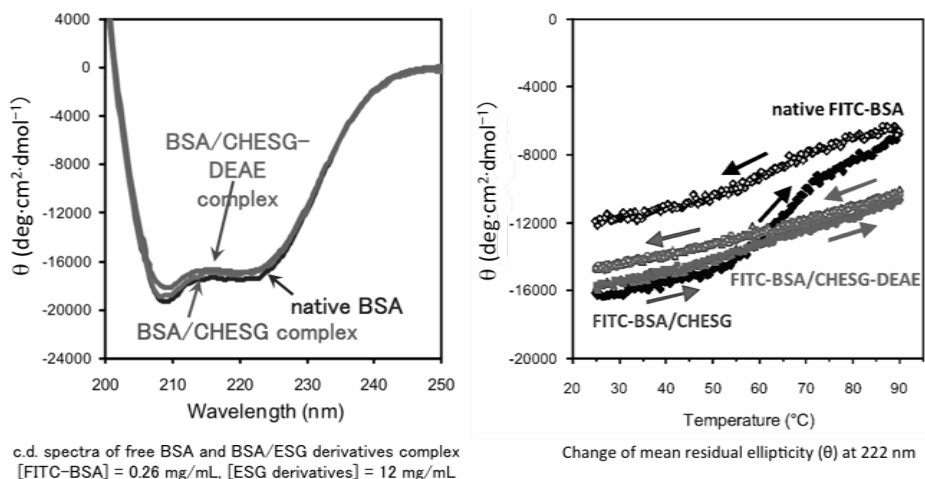 4000
0
-4000
-8000
-12000
-16000
-20000
-24000
θ (deg·cm²·dmol⁻¹)
BSA/CHESG-
DEAE
complex
native BSA
BSA/CHESG complex
200 210 220 230 240 250
Wavelength (nm)
c.d. spectra of free BSA and BSA/ESG derivatives complex
[FITC-BSA] = 0.26 mg/mL, [ESG derivatives] = 12 mg/mL
0
-4000
-8000
-12000
-16000
-20000
θ (deg·cm²·dmol⁻¹)
native FITC-BSA
FITC-BSA/CHESG-DEAE
FITC-BSA/CHESG
20 30 40 50 60 70 80 90
Temperature (°C)
Change of mean residual ellipticity (θ) at 222 nm